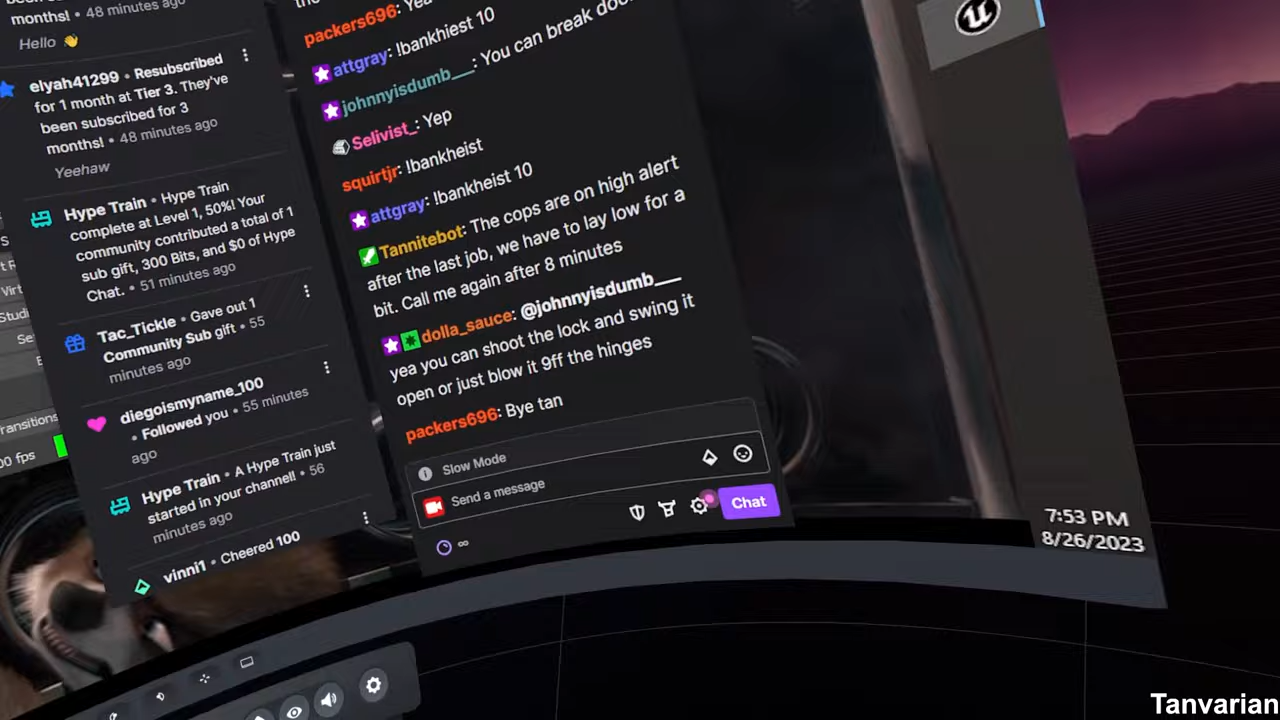 months! • 48 minutes ago
Hello 👋
elyah41299 • Resubscribed
for 1 month at Tier 3. They've
been subscribed for 3
months! • 48 minutes ago
Yeehaw
Hype Train • Hype Train
complete at Level 1, 50%! Your
community contributed a total of 1
sub gift, 300 Bits, and $0 of Hype
Chat. • 51 minutes ago
Tac_Tickle • Gave out 1
Community Sub gift • 55
minutes ago
diegoismyname_100
• Followed you • 55 minutes
ago
Hype Train • A Hype Train just
started in your channel! • 56
minutes ago
vinni1 • Cheered 100
packers696: Yea
attgray: !bankhiest 10
johnnyisdumb___: You can break
Selivist_: Yep
squirtjr: !bankheist
attgray: !bankheist 10
Tannitebot: The cops are on high alert
after the last job, we have to lay low for a
bit. Call me again after 8 minutes
dolla_sauce: @johnnyisdumb___
yea you can shoot the lock and swing it
open or just blow it 9ff the hinges
packers696: Bye tan
Slow Mode
Send a message
Chat
∞
fps
7:53 PM
8/26/2023
Tanvarian